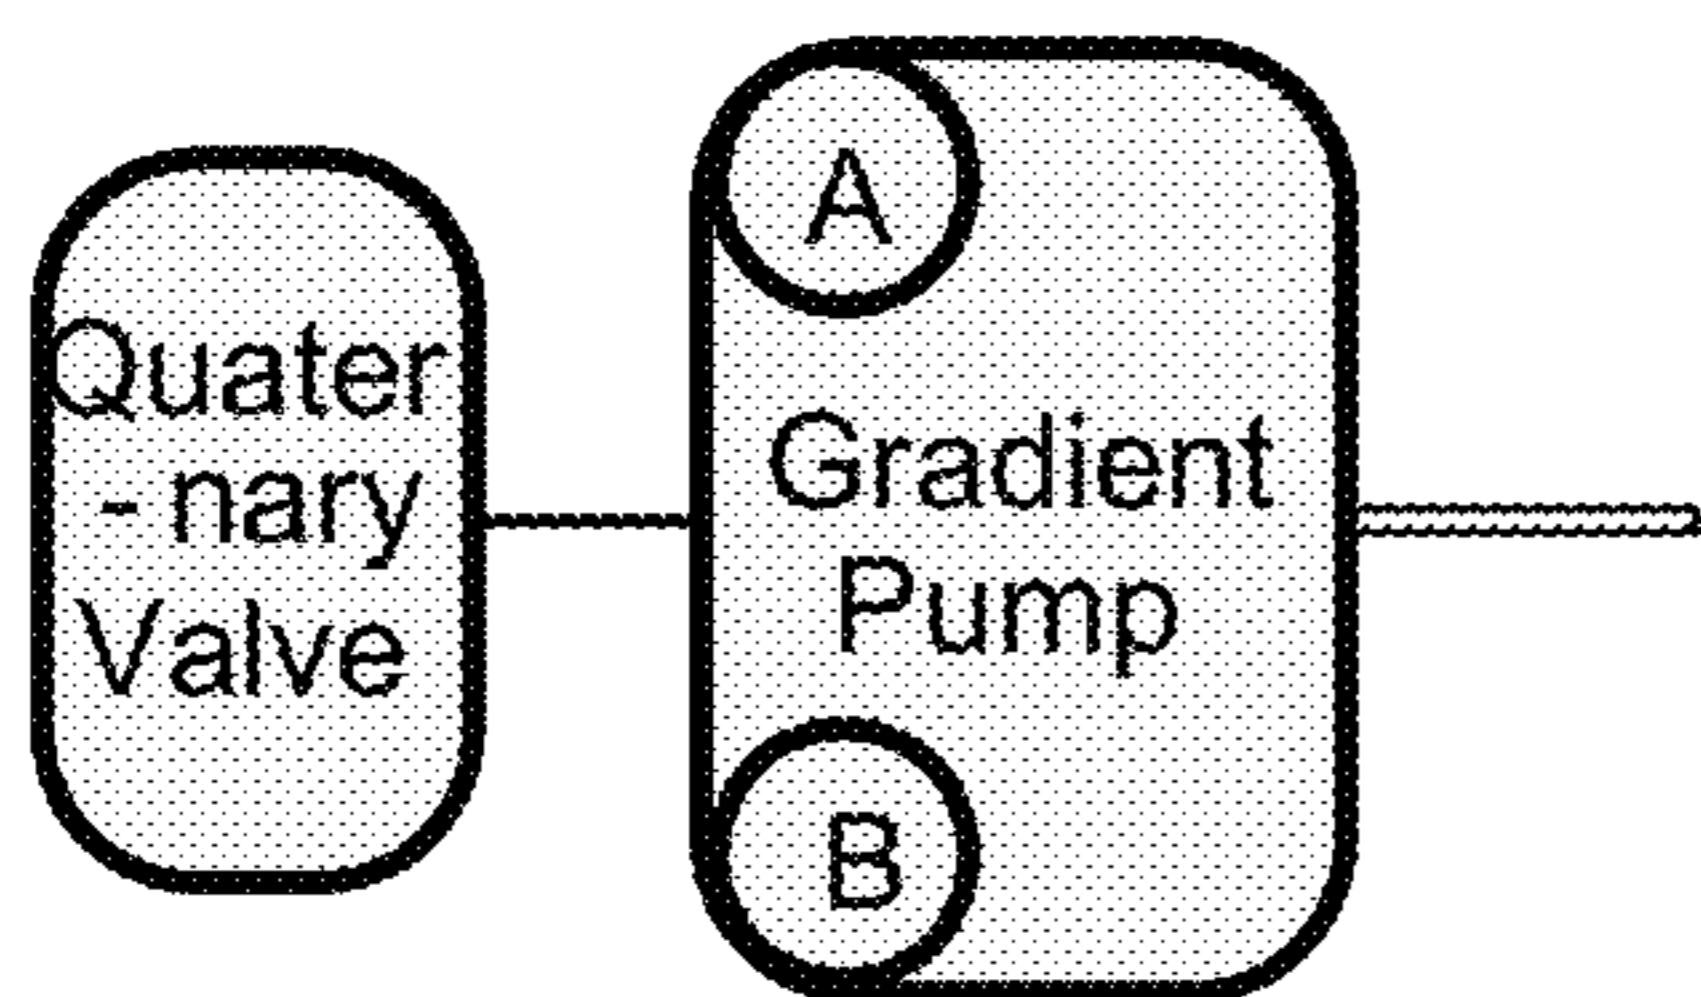 Quater
- nary
Valve
A
Gradient
Pump
B